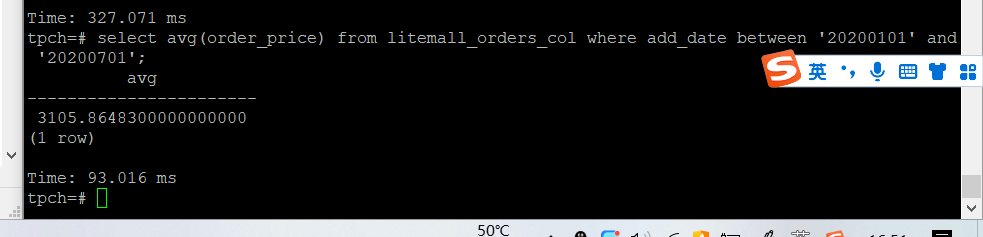 Time: 327.071 ms
tpch=# select avg(order_price) from litemall_orders_col where add_date between '20200101' and
'20200701';
avg
-----------------------
3105.8648300000000000
(1 row)
Time: 93.016 ms
tpch=#
S 英
50℃